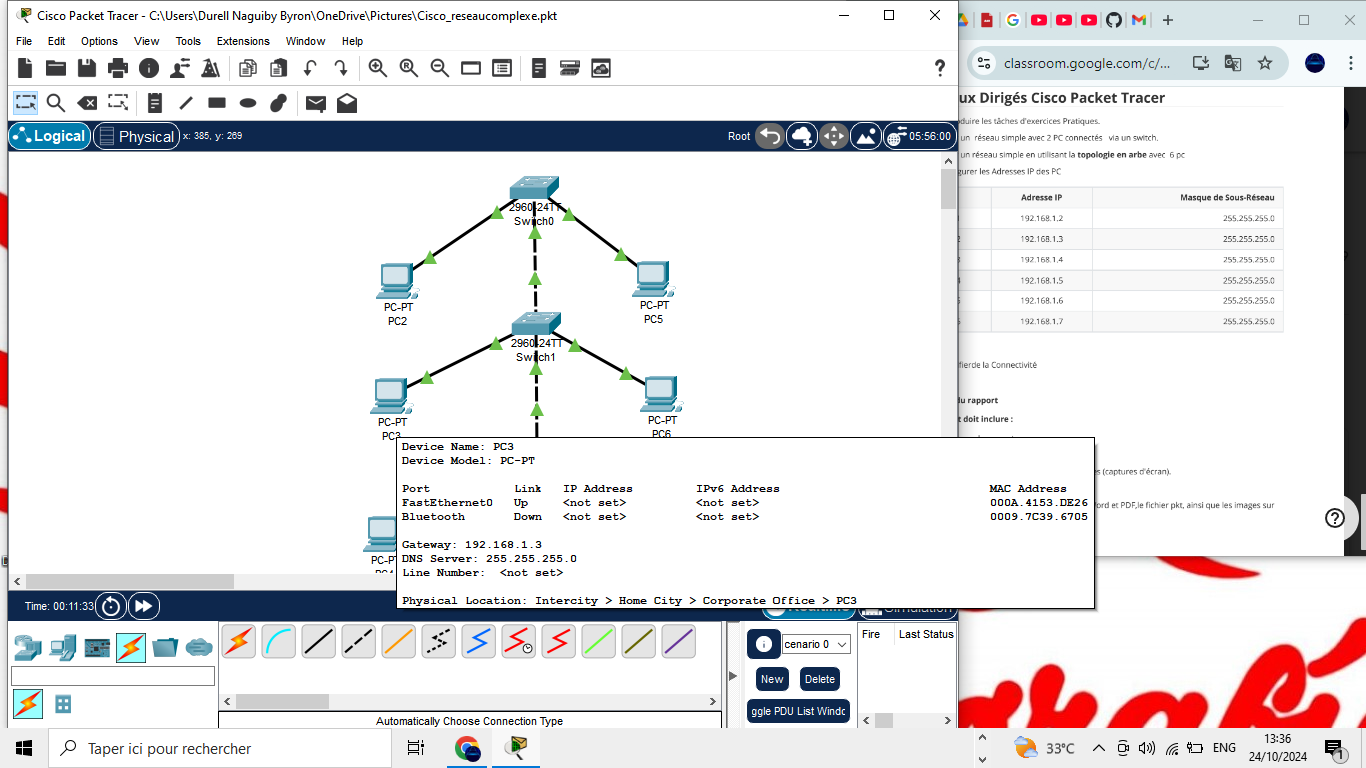 Cisco Packet Tracer - C:\Users\Durell Naguiby Byron\OneDrive\Pictures\Cisco_reseaucomplexe.pkt
File Edit Options View Tools Extensions Window Help
Logical Physical x: 385, y: 269 Root 05:56:00
2960-24TT
Switch0
PC-PT
PC2
PC-PT
PC5
2960-24TT
Switch1
PC-PT
PC3
PC-PT
PC6
Device Name: PC3
Device Model: PC-PT
Port Link IP Address IPv6 Address MAC Address
FastEthernet0 Up <not set> <not set> 000A.4153.DE26
Bluetooth Down <not set> <not set> 0009.7C39.6705
Gateway: 192.168.1.3
DNS Server: 255.255.255.0
Line Number: <not set>
Physical Location: Intercity > Home City > Corporate Office > PC3
PC-PT
Time: 00:11:33
cenario 0
New Delete
ggle PDU List Windo
Fire Last Status
Automatically Choose Connection Type
classroom.google.com/c/...
ux Dirigés Cisco Packet Tracer
duire les tâches d'exercices Pratiques.
un réseau simple avec 2 PC connectés via un switch.
un réseau simple en utilisant la topologie en arbe avec 6 pc
gurer les Adresses IP des PC
Adresse IP Masque de Sous-Réseau
192.168.1.2 255.255.255.0
192.168.1.3 255.255.255.0
192.168.1.4 255.255.255.0
192.168.1.5 255.255.255.0
192.168.1.6 255.255.255.0
192.168.1.7 255.255.255.0
fierde la Connectivité
du rapport
t doit inclure :
s (captures d'écran).
ord et PDF,le fichier pkt, ainsi que les images sur
Taper ici pour rechercher
33°C ENG 13:36
24/10/2024
1